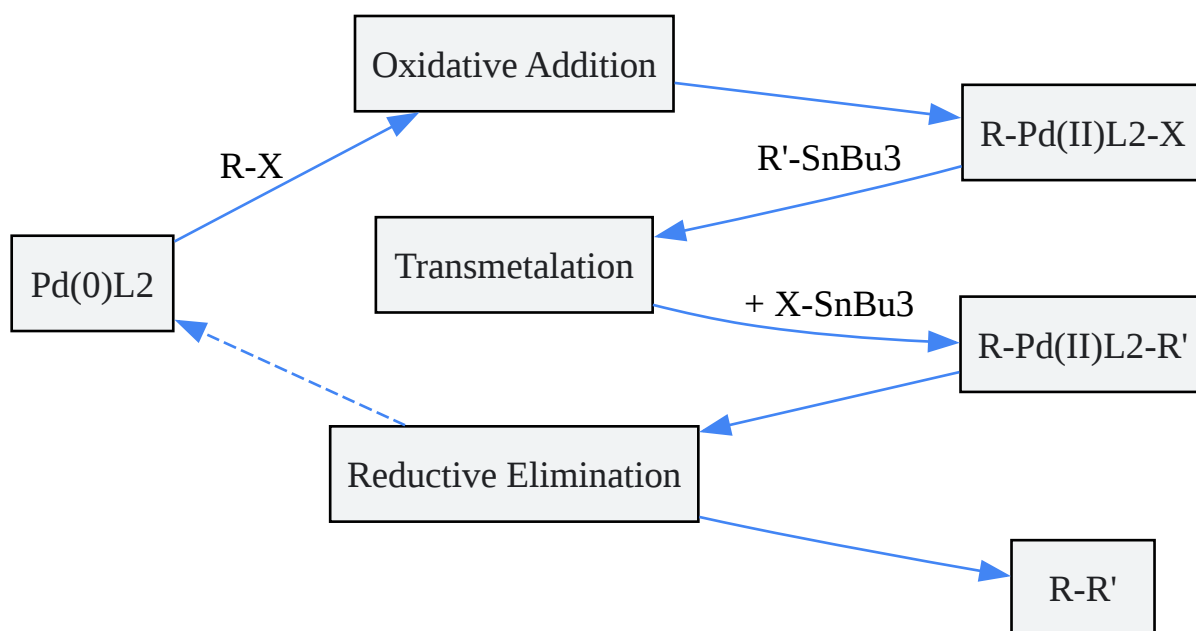 Oxidative Addition
R-Pd(II)L2-X
R'-SnBu3
R-X
Transmetalation
Pd(0)L2
+ X-SnBu3
R-Pd(II)L2-R'
Reductive Elimination
R-R'